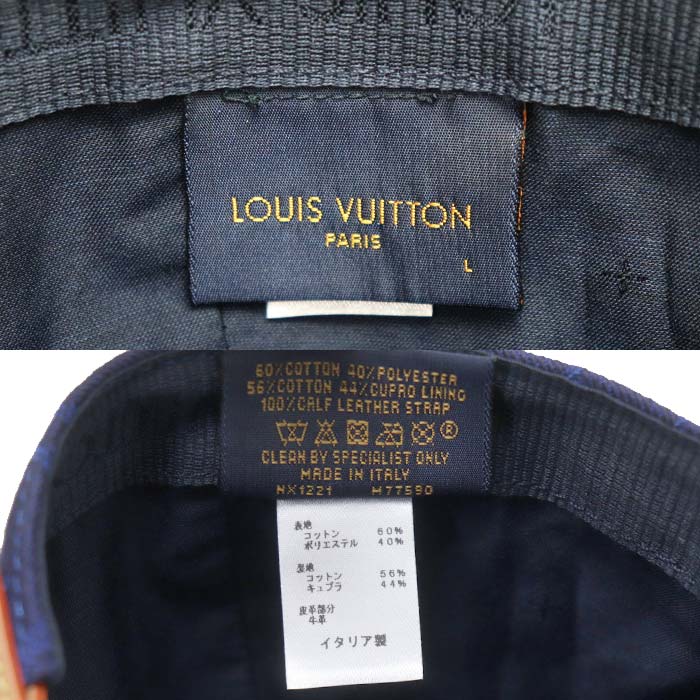 LOUIS VUITTON
PARIS
L
60%COTTON 40%POLYESTER
56%COTTON 44%CUPRO LINING
100%CALF LEATHER STRAP
CLEAN BY SPECIALIST ONLY
MADE IN ITALY
NX1221 M77590
表地
コットン 60%
ポリエステル 40%
裏地
コットン 56%
キュプラ 44%
皮革部分
牛革
イタリア製